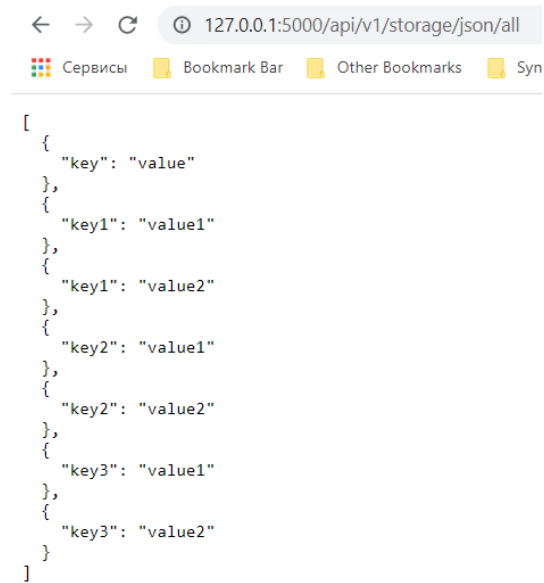 127.0.0.1:5000/api/v1/storage/json/all
Сервисы Bookmark Bar Other Bookmarks Syn
[
  {
    "key": "value"
  },
  {
    "key1": "value1"
  },
  {
    "key1": "value2"
  },
  {
    "key2": "value1"
  },
  {
    "key2": "value2"
  },
  {
    "key3": "value1"
  },
  {
    "key3": "value2"
  }
]